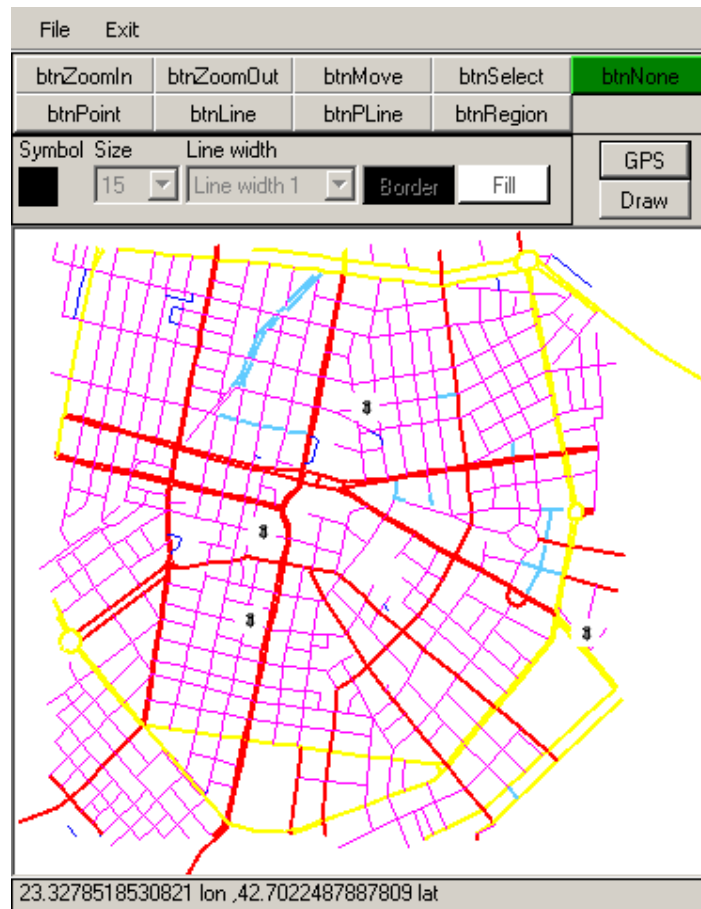 File Exit
btnZoomIn btnZoomOut btnMove btnSelect btnNone
btnPoint btnLine btnPLine btnRegion
Symbol Size Line width
15 Line width 1 Border Fill
GPS
Draw
23.3278518530821 lon ,42.7022487887809 lat